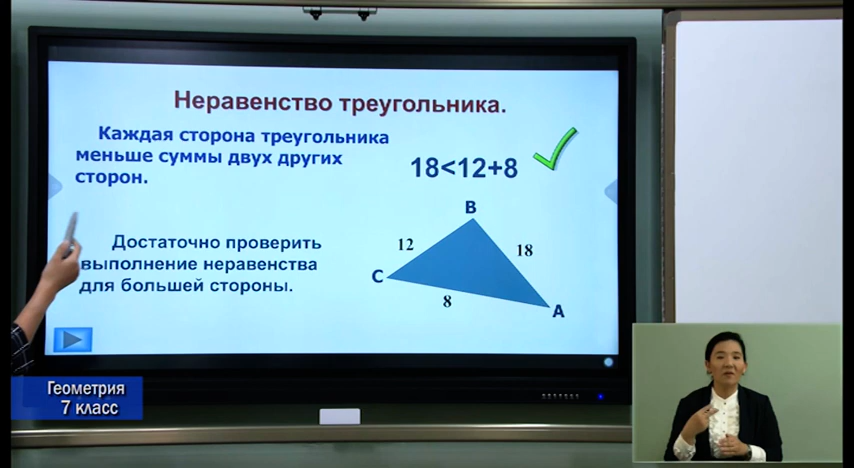 Неравенство треугольника.
Каждая сторона треугольника
меньше суммы двух других
сторон.
18<12+8
B
12
18
C
8
A
Достаточно проверить
выполнение неравенства
для большей стороны.
Геометрия
7 класс